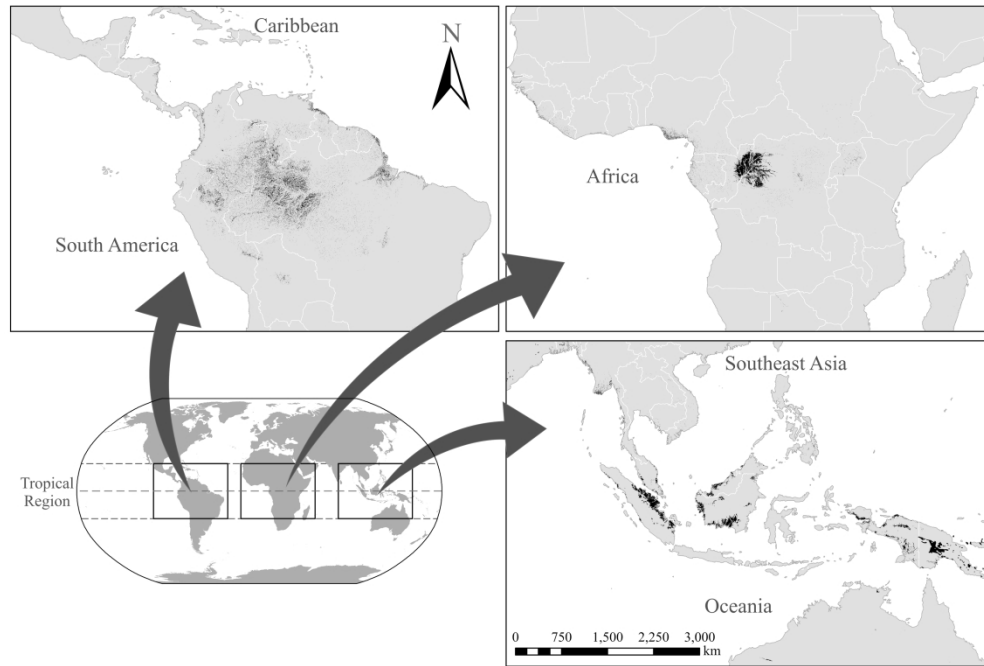 Caribbean
N
South America
Africa
Southeast Asia
Tropical
Region
Oceania
0 750 1,500 2,250 3,000
km